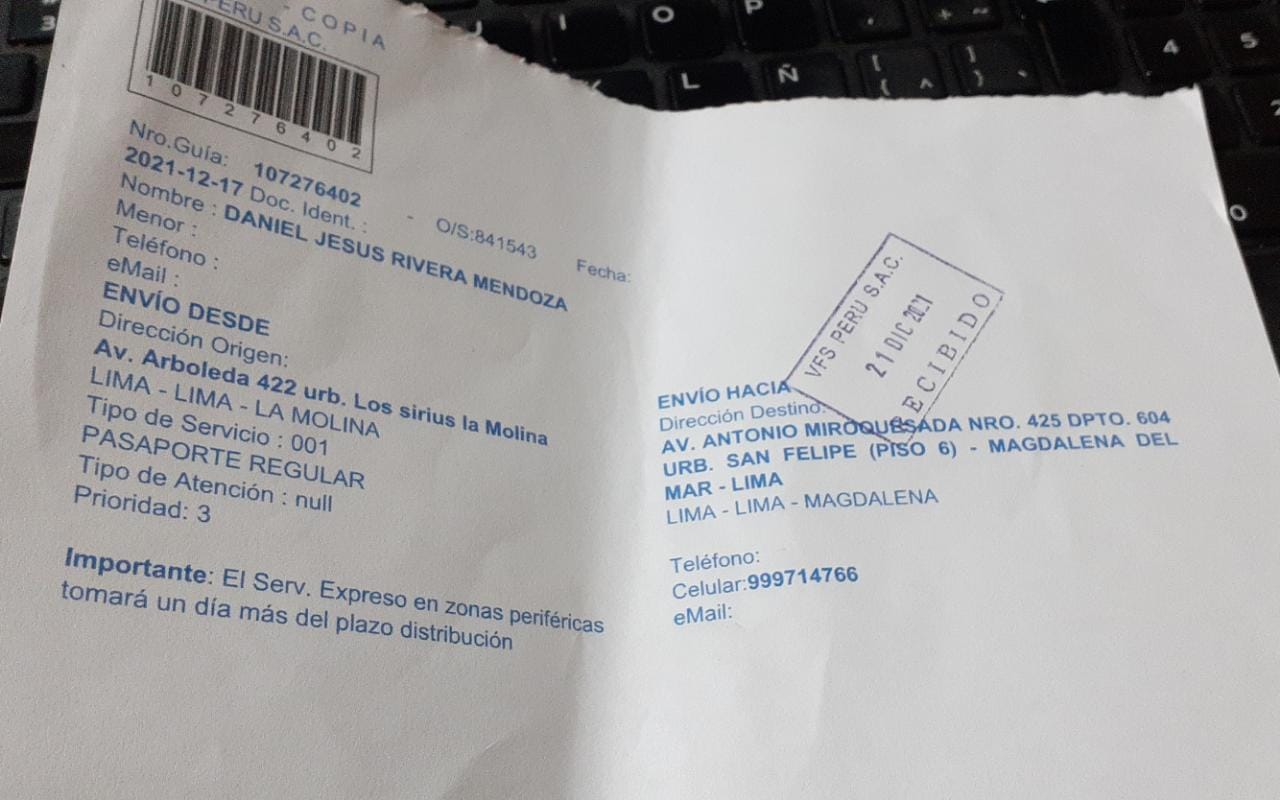 - COPIA
PERU S.A.C.
107276402
Nro.Guía: 107276402 - O/S:841543 Fecha:
2021-12-17 Doc. Ident. :
Nombre : DANIEL JESUS RIVERA MENDOZA
Menor :
Teléfono :
eMail :
ENVÍO DESDE
Dirección Origen:
Av. Arboleda 422 urb. Los sirius la Molina
LIMA - LIMA - LA MOLINA
Tipo de Servicio : 001
PASAPORTE REGULAR
Tipo de Atención : null
Prioridad: 3
Importante: El Serv. Expreso en zonas periféricas
tomará un día más del plazo distribución
VFS PERU S.A.C.
21 DIC 2021
RECIBIDO
ENVÍO HACIA
Dirección Destino:
AV. ANTONIO MIROQUESADA NRO. 425 DPTO. 604
URB. SAN FELIPE (PISO 6) - MAGDALENA DEL
MAR - LIMA
LIMA - LIMA - MAGDALENA
Teléfono:
Celular:999714766
eMail: